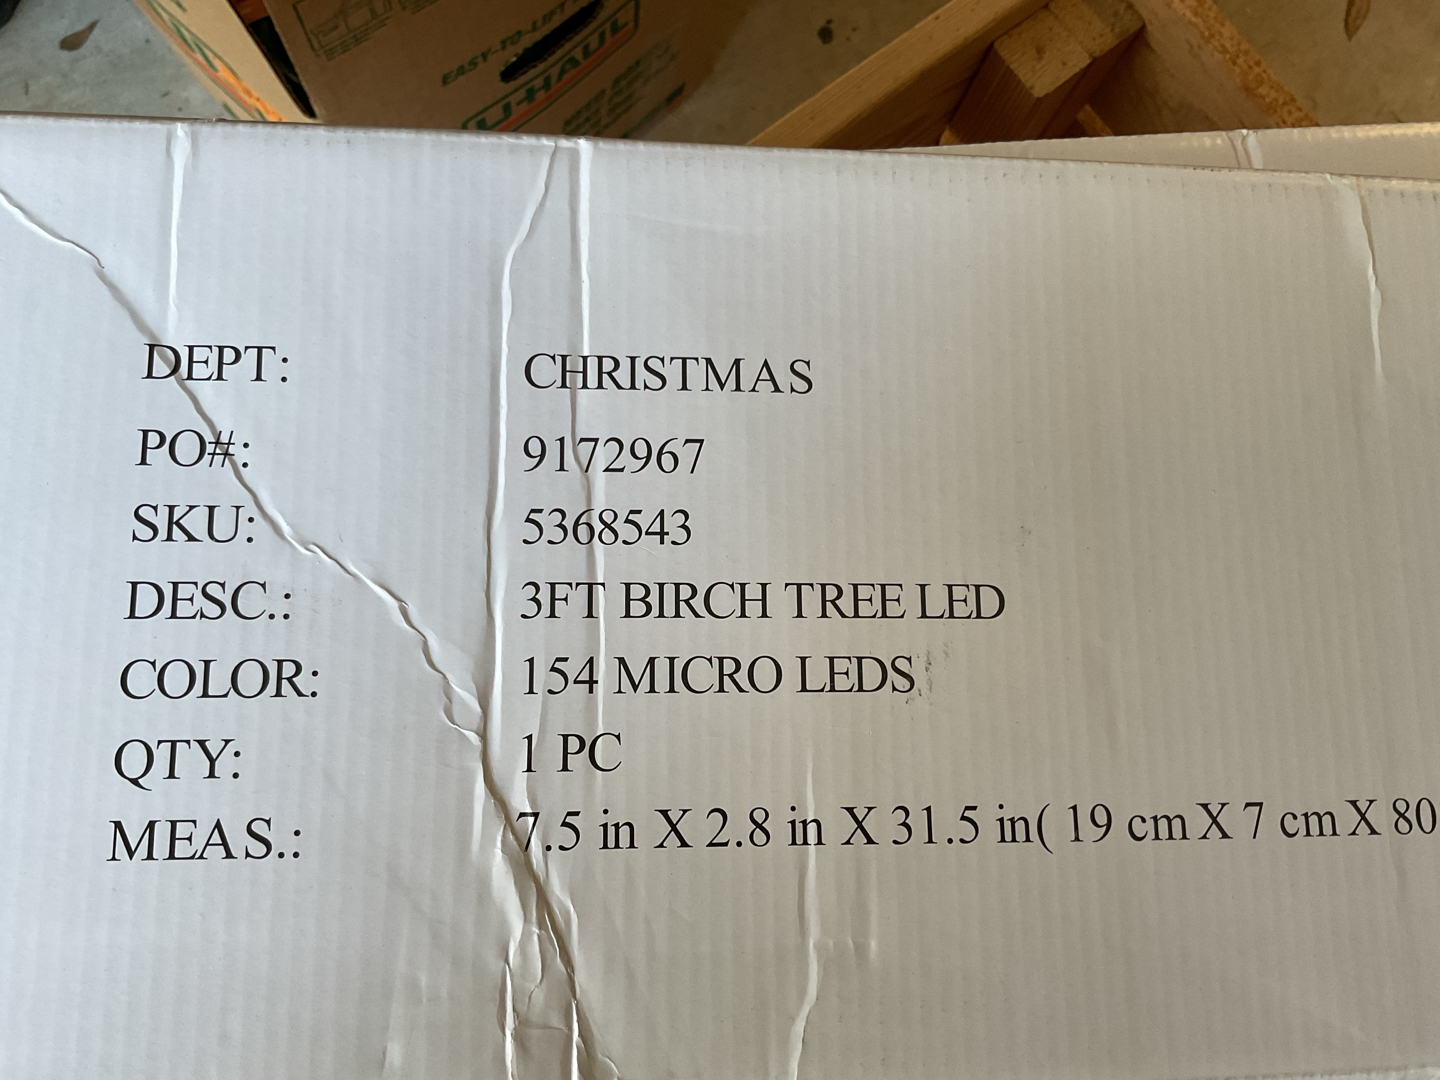 EASY-TO-LIFT
U-HAUL
DEPT: CHRISTMAS
PO#: 9172967
SKU: 5368543
DESC.: 3FT BIRCH TREE LED
COLOR: 154 MICRO LEDS
QTY: 1 PC
MEAS.: 7.5 in X 2.8 in X 31.5 in( 19 cm X 7 cm X 80